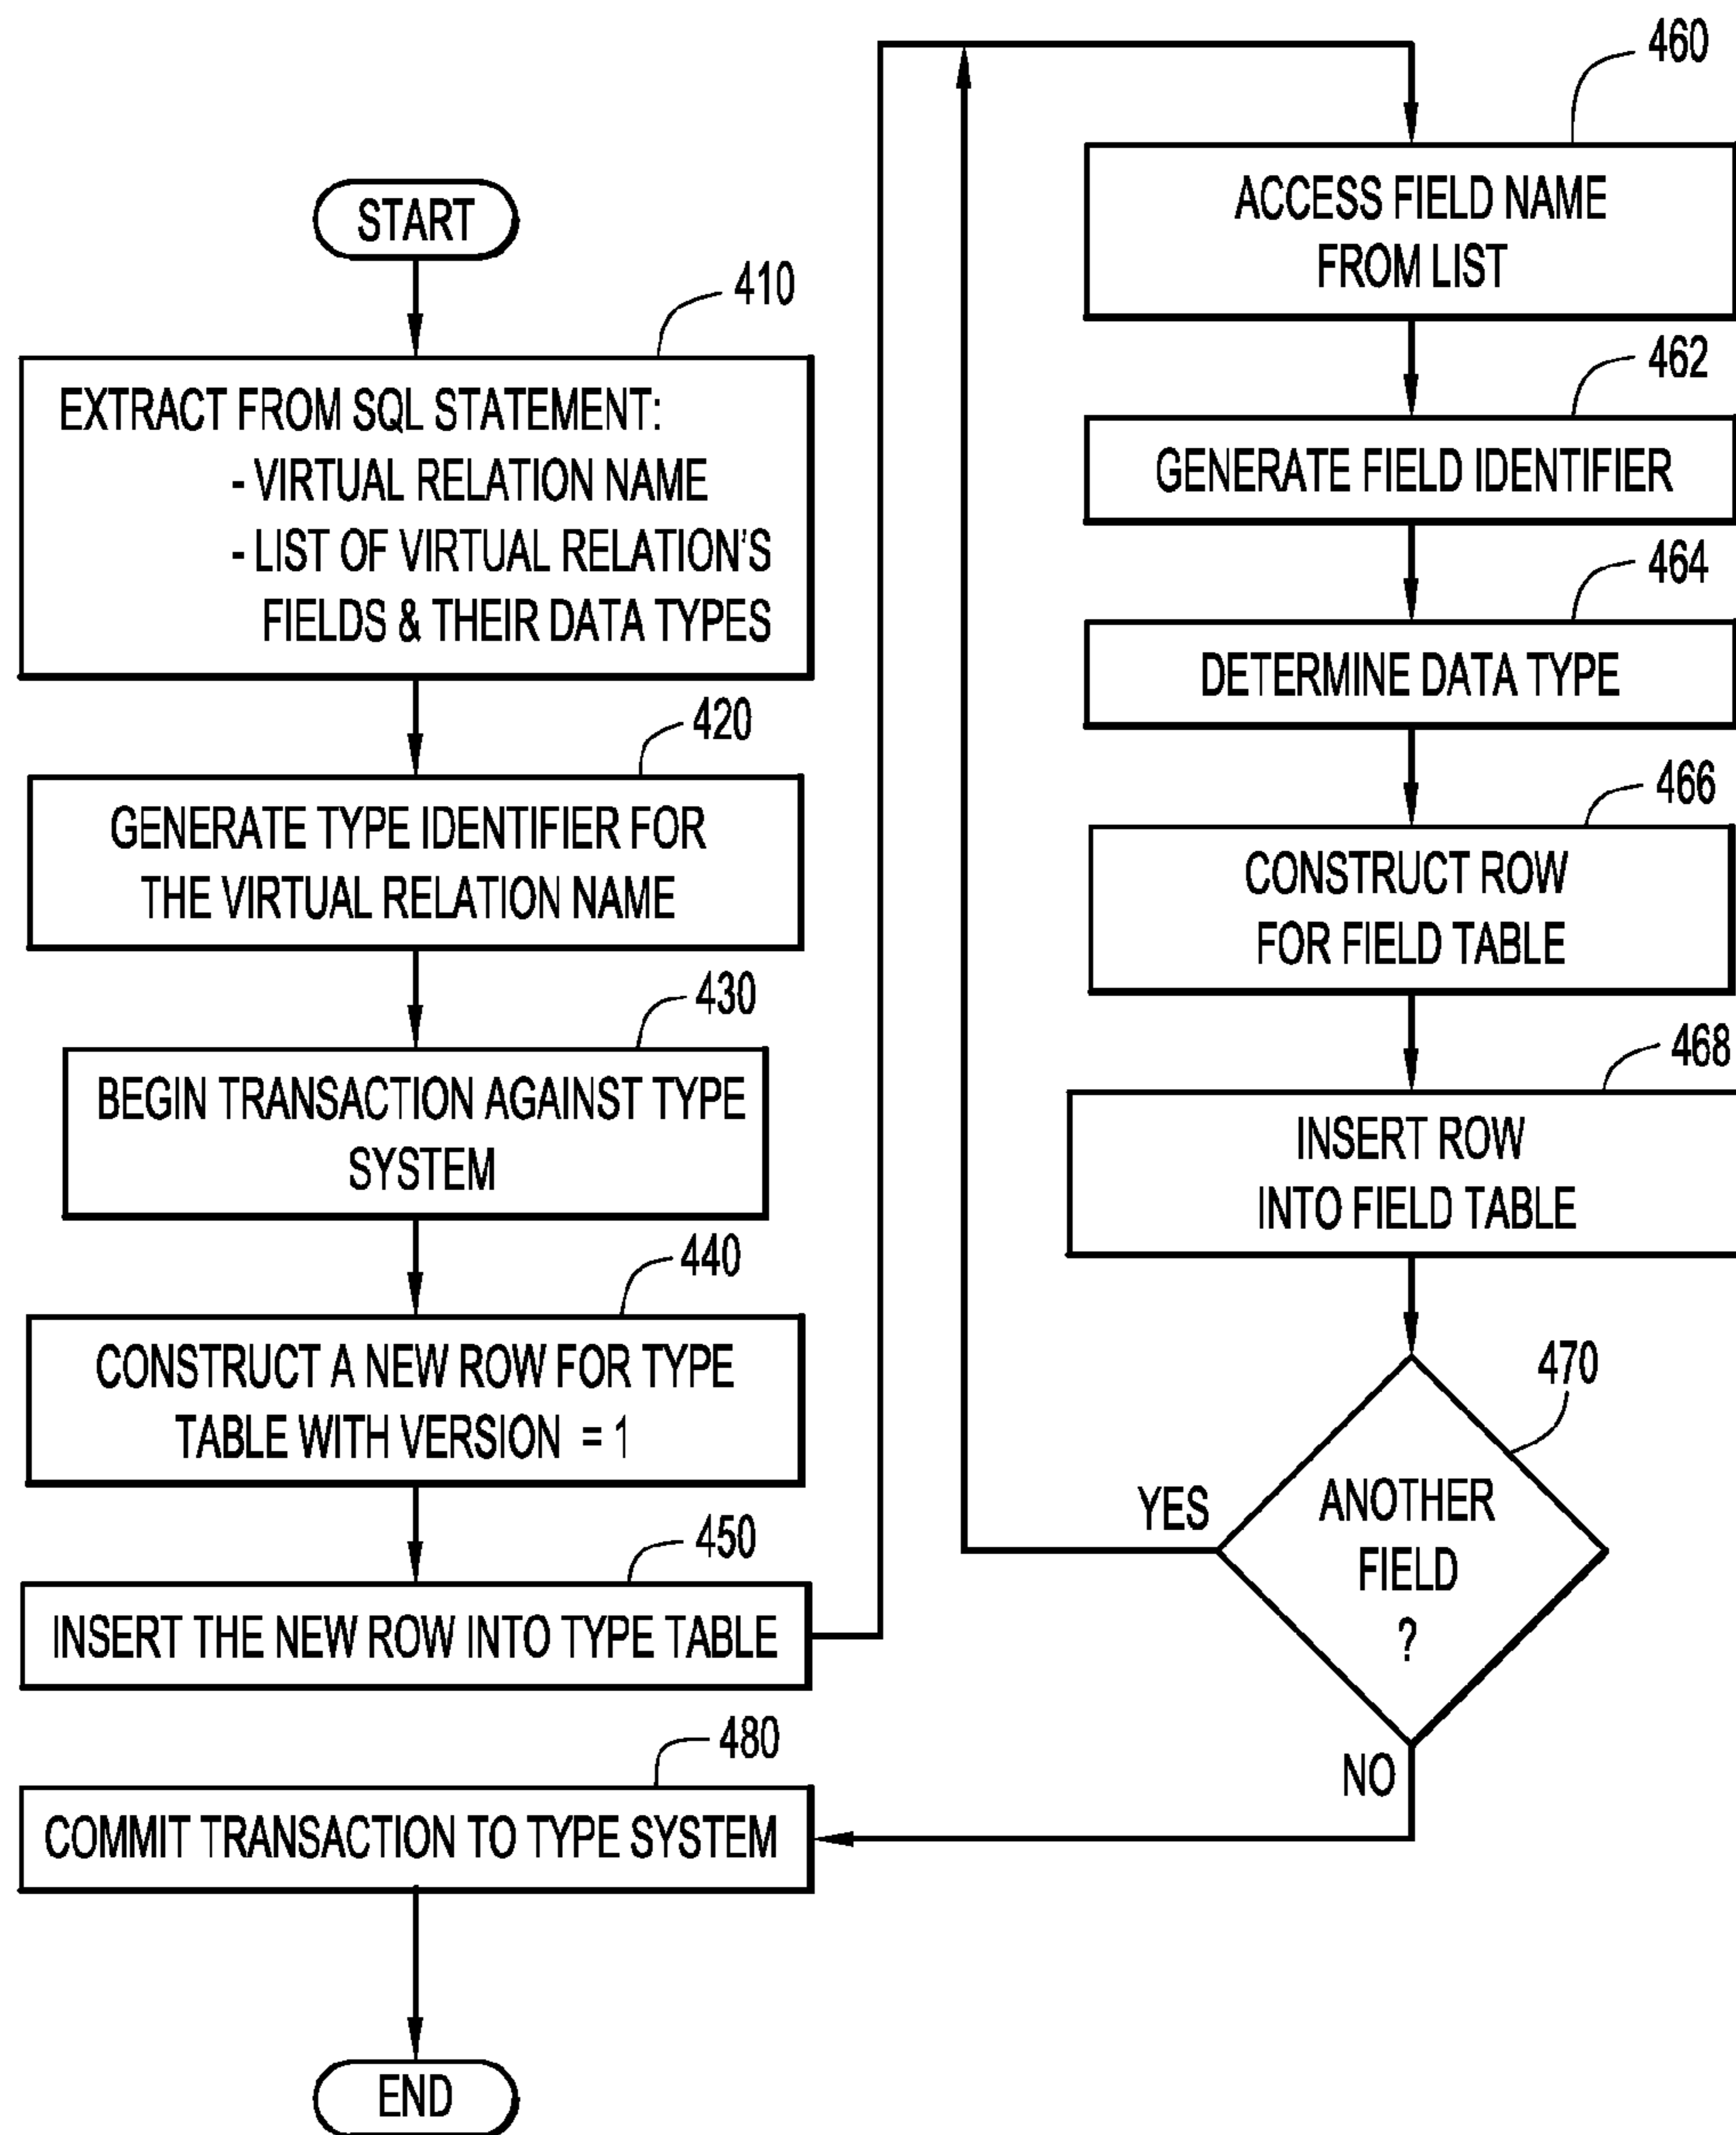 START
410
EXTRACT FROM SQL STATEMENT:
- VIRTUAL RELATION NAME
- LIST OF VIRTUAL RELATION'S
FIELDS & THEIR DATA TYPES
420
GENERATE TYPE IDENTIFIER FOR
THE VIRTUAL RELATION NAME
430
BEGIN TRANSACTION AGAINST TYPE
SYSTEM
440
CONSTRUCT A NEW ROW FOR TYPE
TABLE WITH VERSION = 1
450
INSERT THE NEW ROW INTO TYPE TABLE
460
ACCESS FIELD NAME
FROM LIST
462
GENERATE FIELD IDENTIFIER
464
DETERMINE DATA TYPE
466
CONSTRUCT ROW
FOR FIELD TABLE
468
INSERT ROW
INTO FIELD TABLE
470
ANOTHER
FIELD
?
YES
NO
480
COMMIT TRANSACTION TO TYPE SYSTEM
END